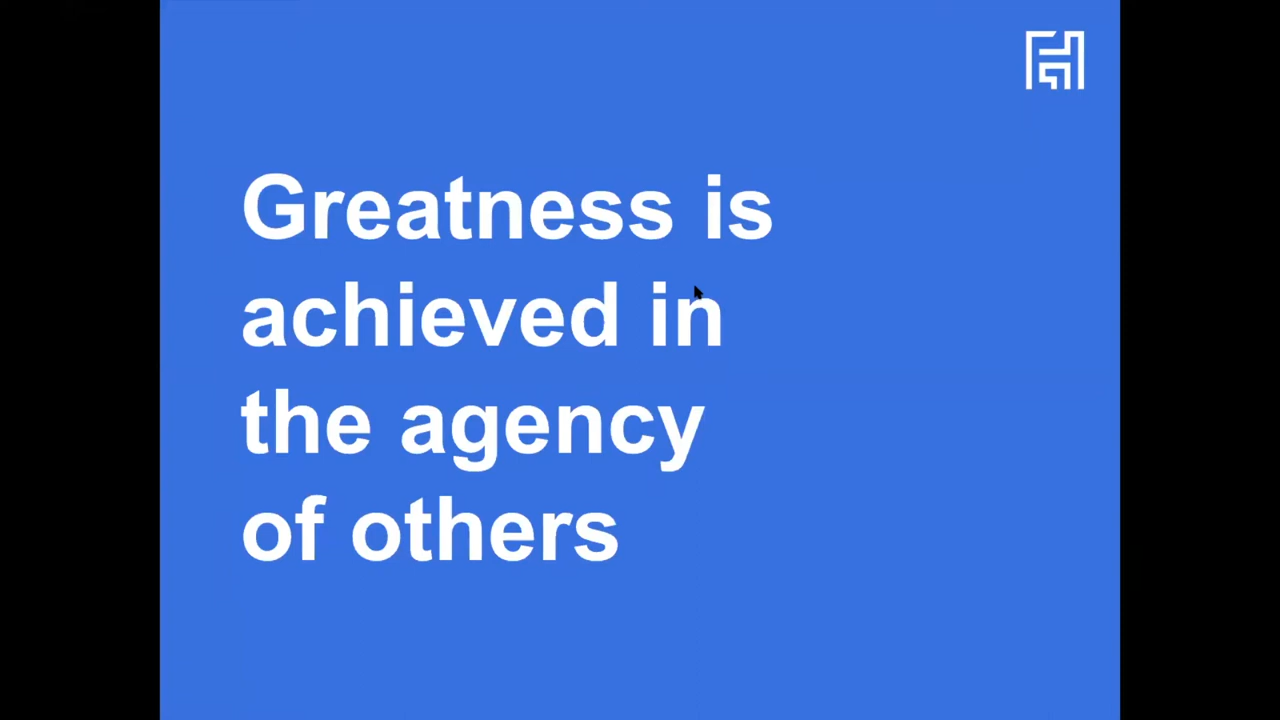 Greatness is
achieved in
the agency
of others